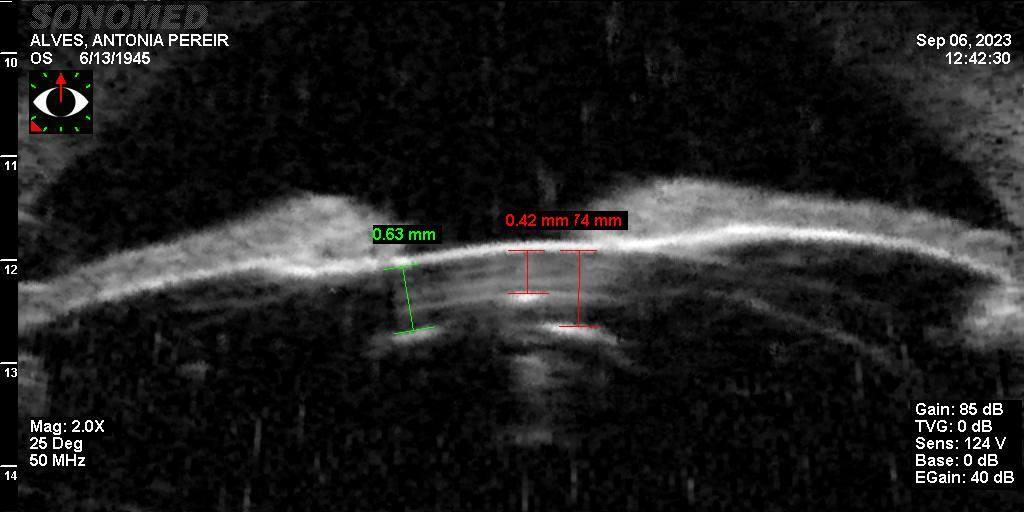 SONOMED
ALVES, ANTONIA PEREIR
OS 6/13/1945
Sep 06, 2023
12:42:30
10
11
12
13
14
0.63 mm
0.42 mm 74 mm
Mag: 2.0X
25 Deg
50 MHz
Gain: 85 dB
TVG: 0 dB
Sens: 124 V
Base: 0 dB
EGain: 40 dB